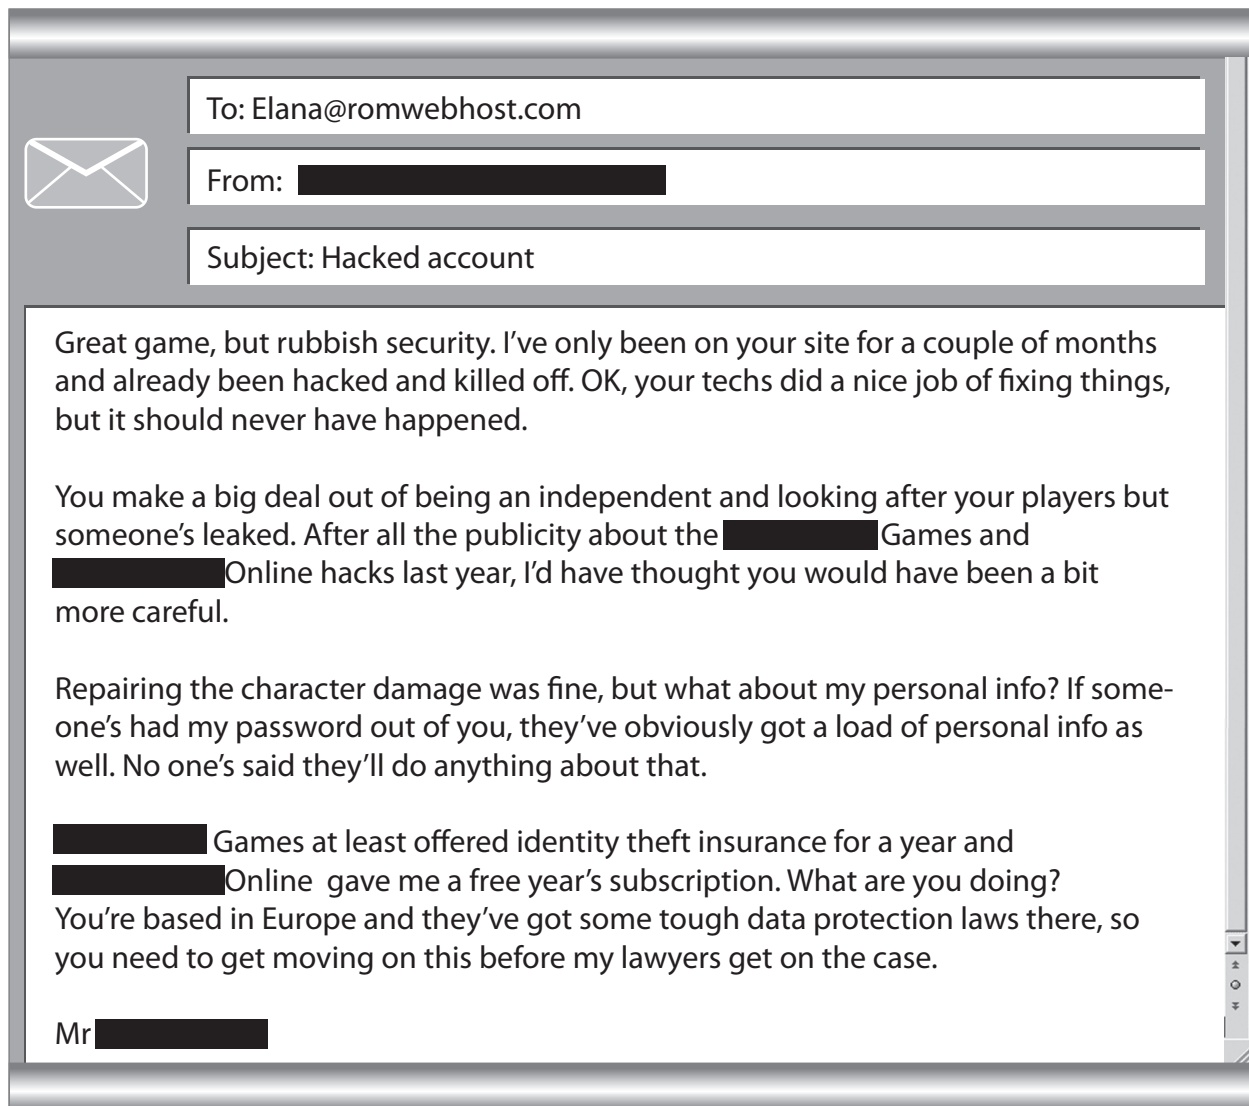 To: Elana@romwebhost.com
From:
Subject: Hacked account
Great game, but rubbish security. I’ve only been on your site for a couple of months
and already been hacked and killed off. OK, your techs did a nice job of fixing things,
but it should never have happened.
You make a big deal out of being an independent and looking after your players but
someone’s leaked. After all the publicity about the Games and
Online hacks last year, I’d have thought you would have been a bit
more careful.
Repairing the character damage was fine, but what about my personal info? If some-
one’s had my password out of you, they’ve obviously got a load of personal info as
well. No one’s said they’ll do anything about that.
Games at least offered identity theft insurance for a year and
Online gave me a free year’s subscription. What are you doing?
You’re based in Europe and they’ve got some tough data protection laws there, so
you need to get moving on this before my lawyers get on the case.
Mr